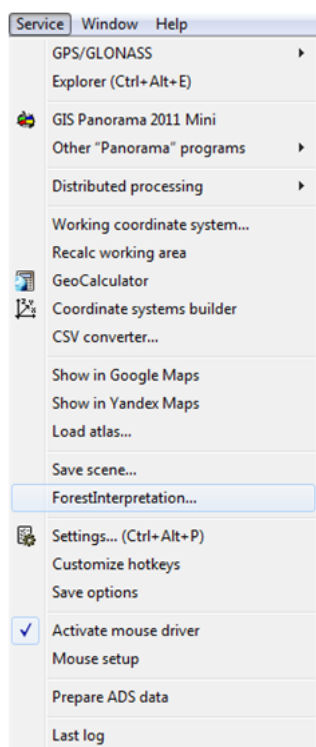 Service Window Help
GPS/GLONASS
Explorer (Ctrl+Alt+E)
GIS Panorama 2011 Mini
Other "Panorama" programs
Distributed processing
Working coordinate system...
Recalc working area
GeoCalculator
Coordinate systems builder
CSV converter...
Show in Google Maps
Show in Yandex Maps
Load atlas...
Save scene...
ForestInterpretation...
Settings... (Ctrl+Alt+P)
Customize hotkeys
Save options
Activate mouse driver
Mouse setup
Prepare ADS data
Last log